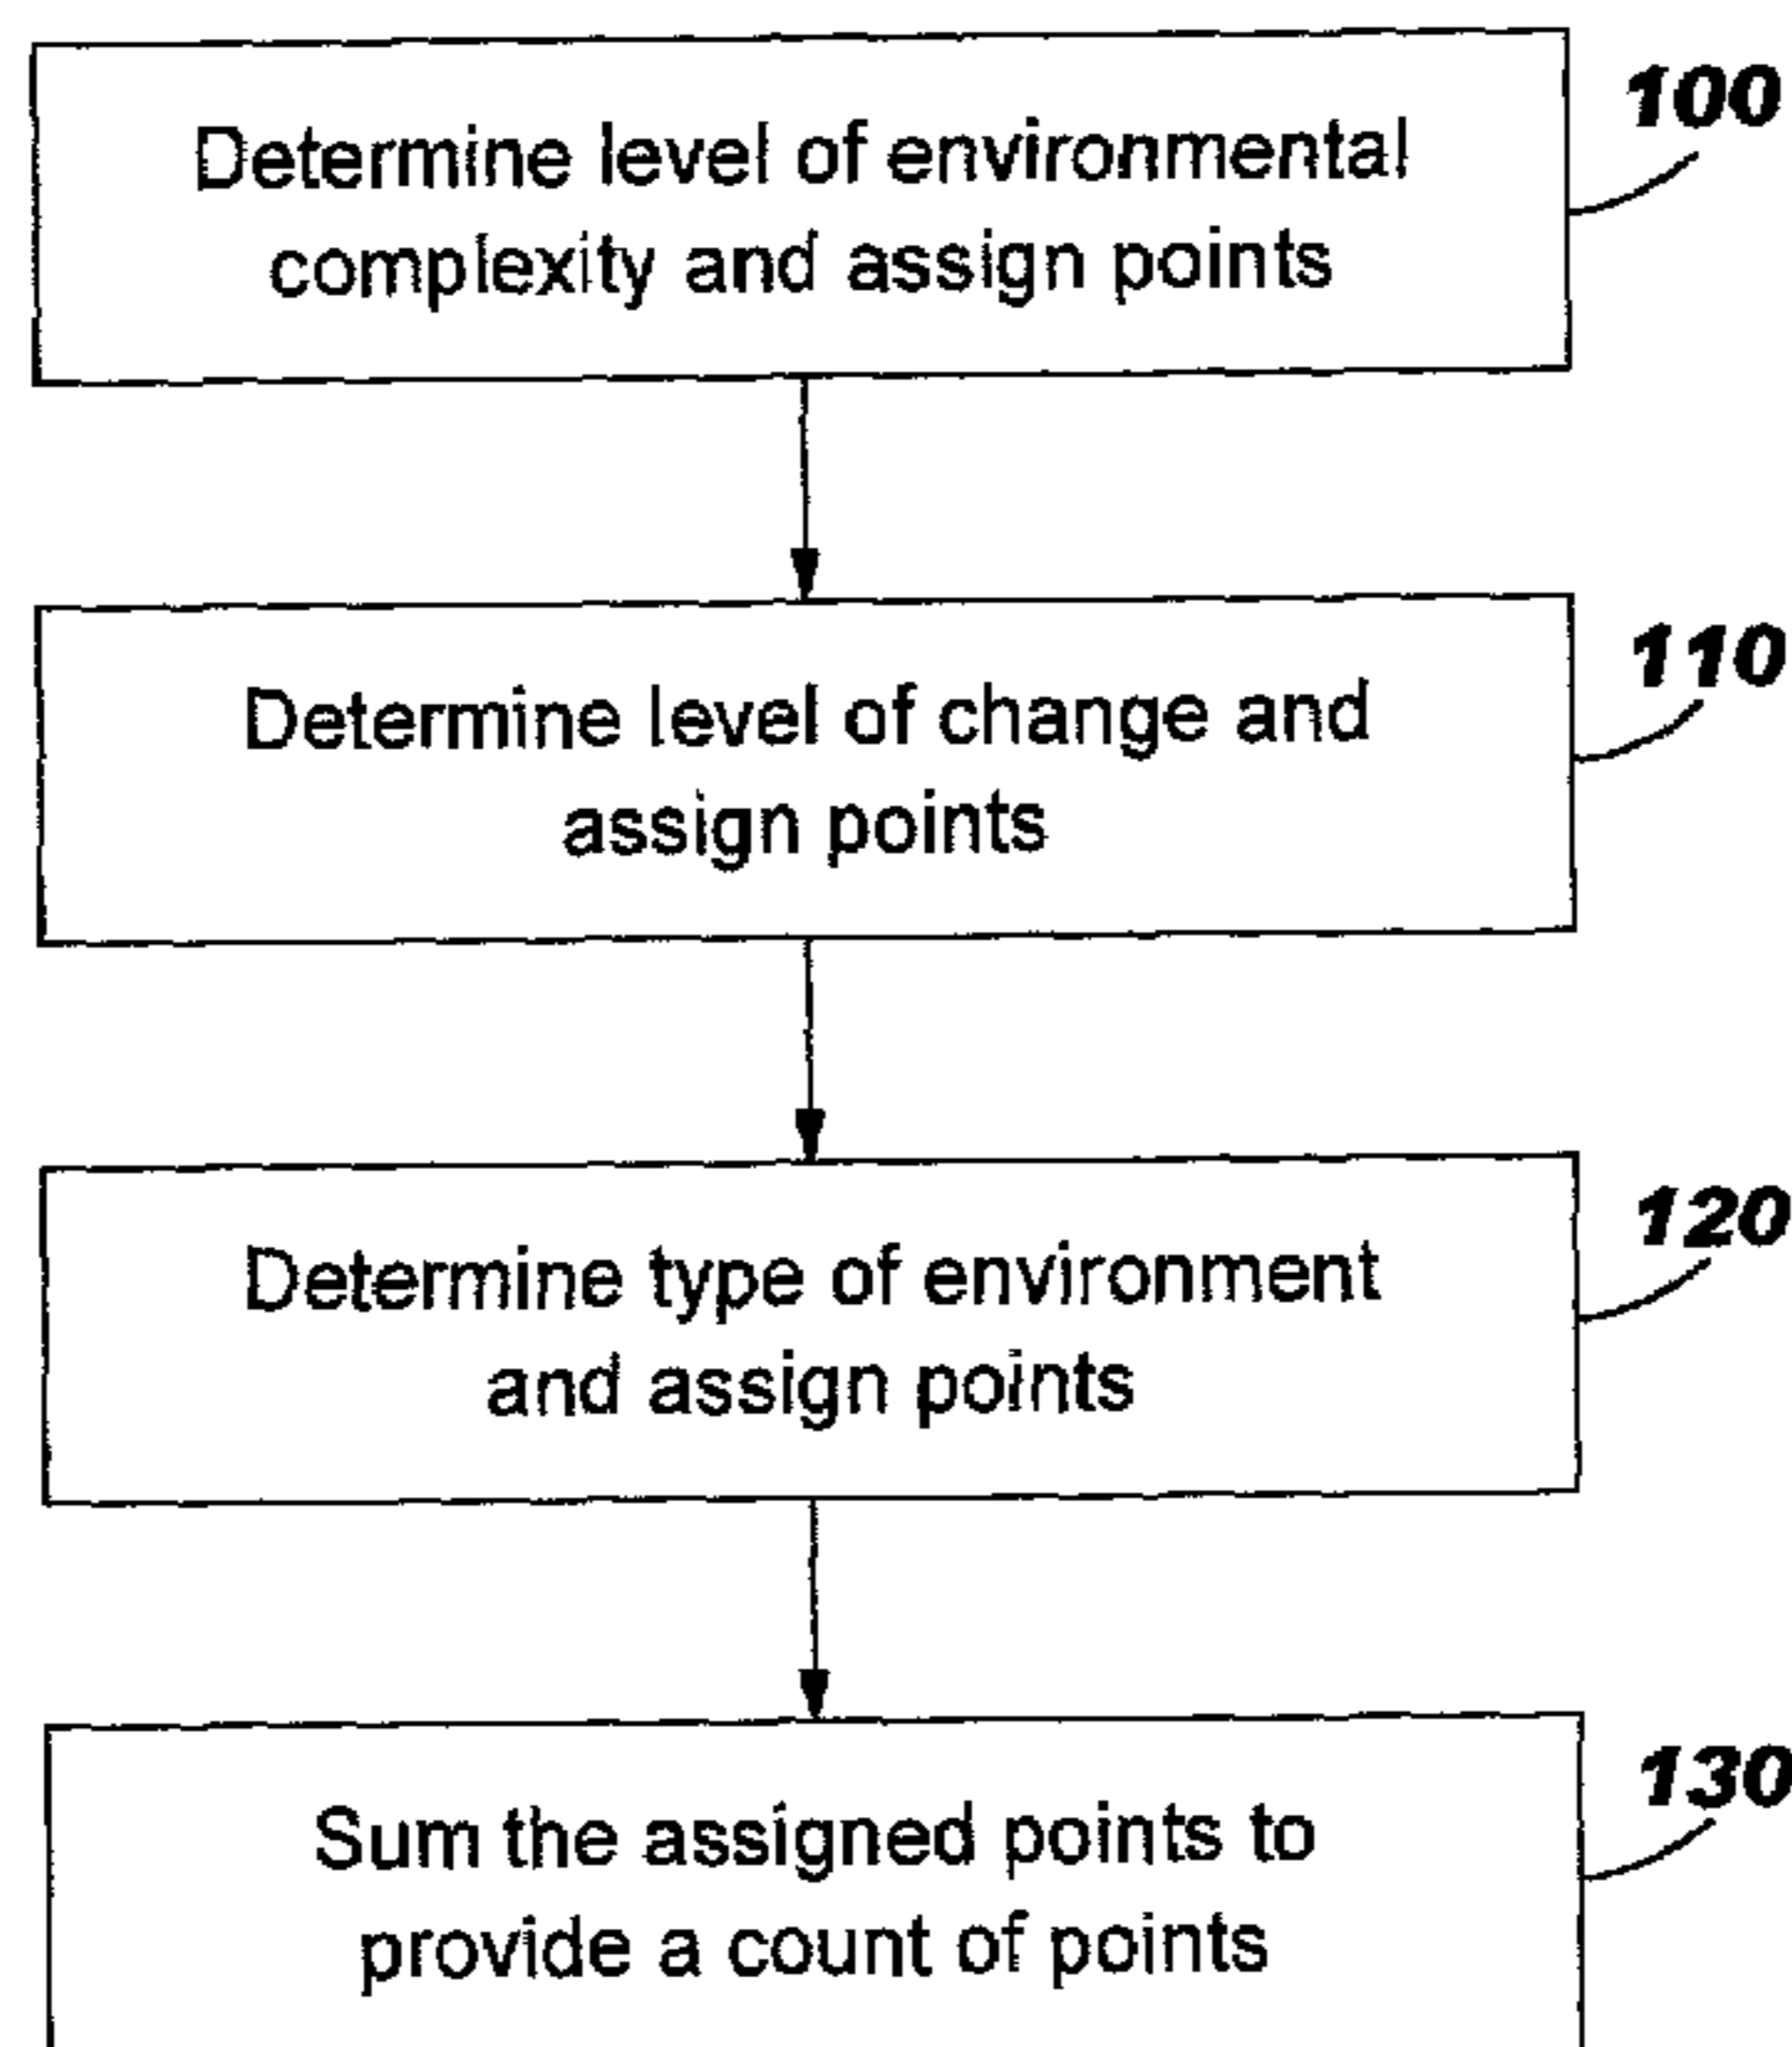 Determine level of environmental
complexity and assign points
100
Determine level of change and
assign points
110
Determine type of environment
and assign points
120
Sum the assigned points to
provide a count of points
130